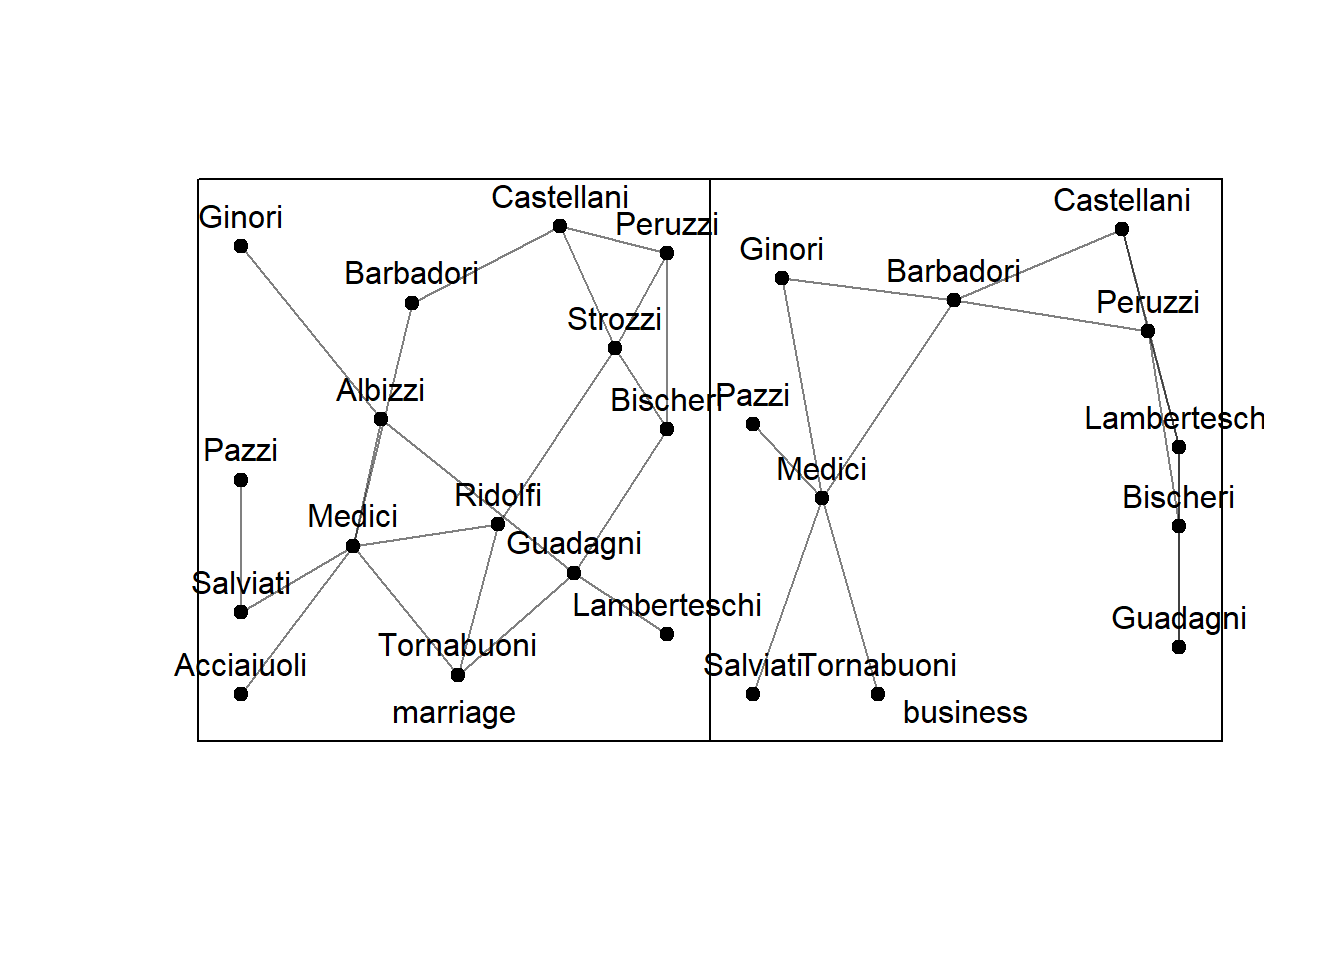 Castellani
Ginori
Peruzzi
Barbadori
Strozzi
Albizzi
Bischeri
Pazzi
Ridolfi
Medici
Guadagni
Salviati
Lamberteschi
Tornabuoni
Acciaiuoli
marriage
Castellani
Ginori
Barbadori
Peruzzi
Pazzi
Lambertesch
Medici
Bischeri
Guadagni
Salviati
Tornabuoni
business